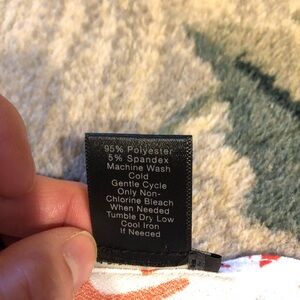 95% Polyester
5% Spandex
Machine Wash
Cold
Gentle Cycle
Only Non-
Chlorine Bleach
When Needed
Tumble Dry Low
Cool Iron
If Needed